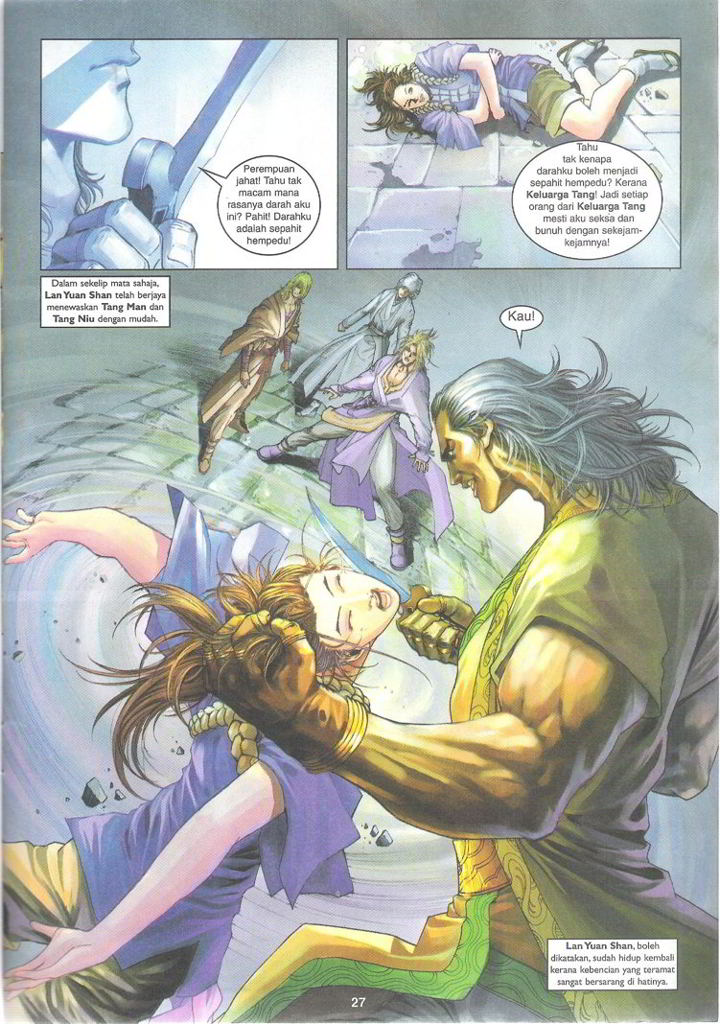 Perempuan
jahat! Tahu tak
macam mana
rasanya darah aku
ini? Pahit! Darahku
adalah sepahit
hempedu!
Tahu
tak kenapa
darahku boleh menjadi
sepahit hempedu? Kerana
Keluarga Tang! Jadi setiap
orang dari Keluarga Tang
mesti aku seksa dan
bunuh dengan sekejam-
kejamnya!
Dalam sekelip mata sahaja,
Lan Yuan Shan telah berjaya
menewaskan Tang Man dan
Tang Niu dengan mudah.
Kau!
Lan Yuan Shan, boleh
dikatakan, sudah hidup kembali
kerana kebencian yang teramat
sangat bersarang di hatinya.
27